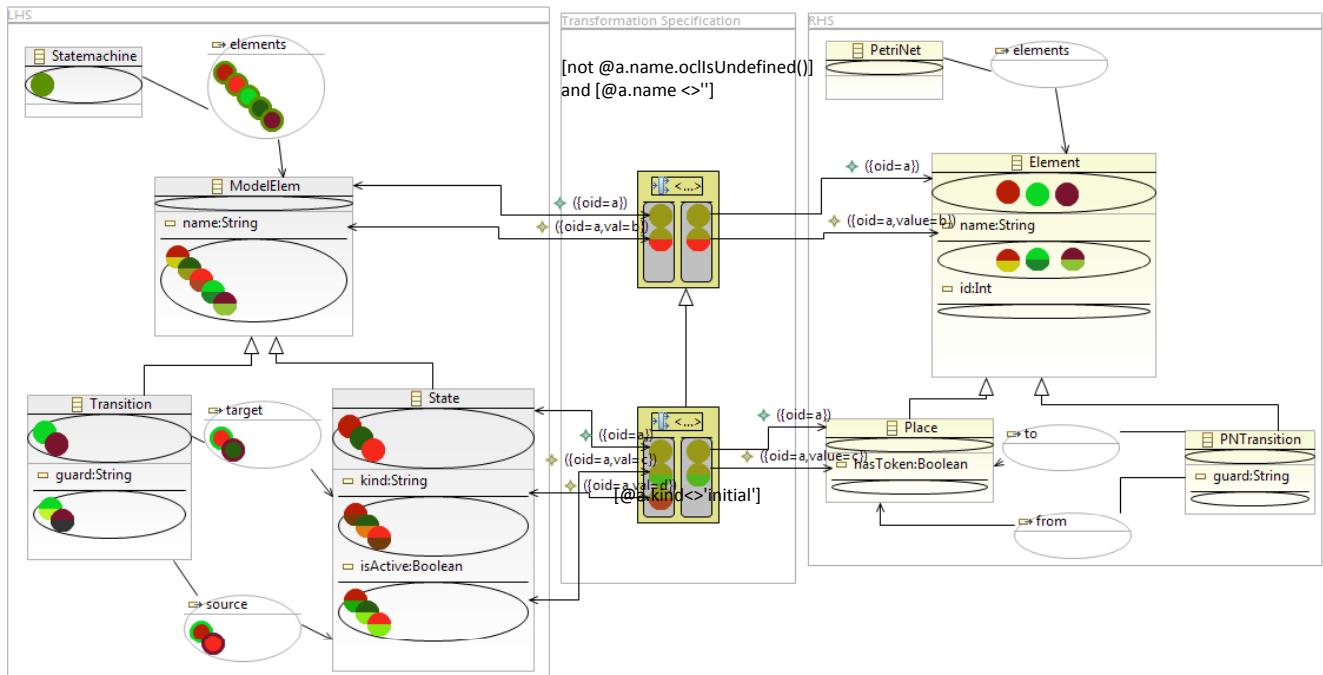 LHS
Transformation Specification
RHS
Statemachine
elements
[not @a.name.oclIsUndefined()]
and [@a.name <>'']
PetriNet
elements
ModelElem
name:String
({oid=a})
({oid=a,val=b})
<...>
({oid=a})
({oid=a,value=b})
Element
name:String
id:Int
Transition
guard:String
target
source
State
kind:String
isActive:Boolean
({oid=a})
({oid=a,val=c})
({oid=a,val=d})
<...>
[@a.kind<>'initial']
({oid=a})
({oid=a,value=c})
Place
hasToken:Boolean
to
from
PNTransition
guard:String